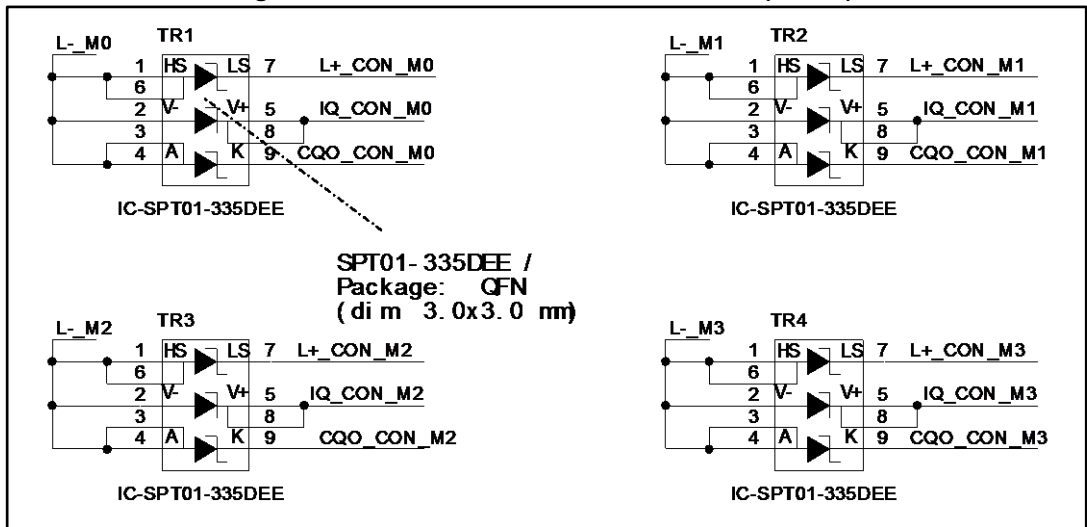 L-_M0 TR1
1 HS LS 7 L+_CON_M0
6
2 V- V+ 5 IQ_CON_M0
3 8
4 A K 9 CQO_CON_M0
IC-SPT01-335DEE
L-_M1 TR2
1 HS LS 7 L+_CON_M1
6
2 V- V+ 5 IQ_CON_M1
3 8
4 A K 9 CQO_CON_M1
IC-SPT01-335DEE
SPT01-335DEE /
Package: QFN
(dim 3.0x3.0 mm)
L-_M2 TR3
1 HS LS 7 L+_CON_M2
6
2 V- V+ 5 IQ_CON_M2
3 8
4 A K 9 CQO_CON_M2
IC-SPT01-335DEE
L-_M3 TR4
1 HS LS 7 L+_CON_M3
6
2 V- V+ 5 IQ_CON_M3
3 8
4 A K 9 CQO_CON_M3
IC-SPT01-335DEE